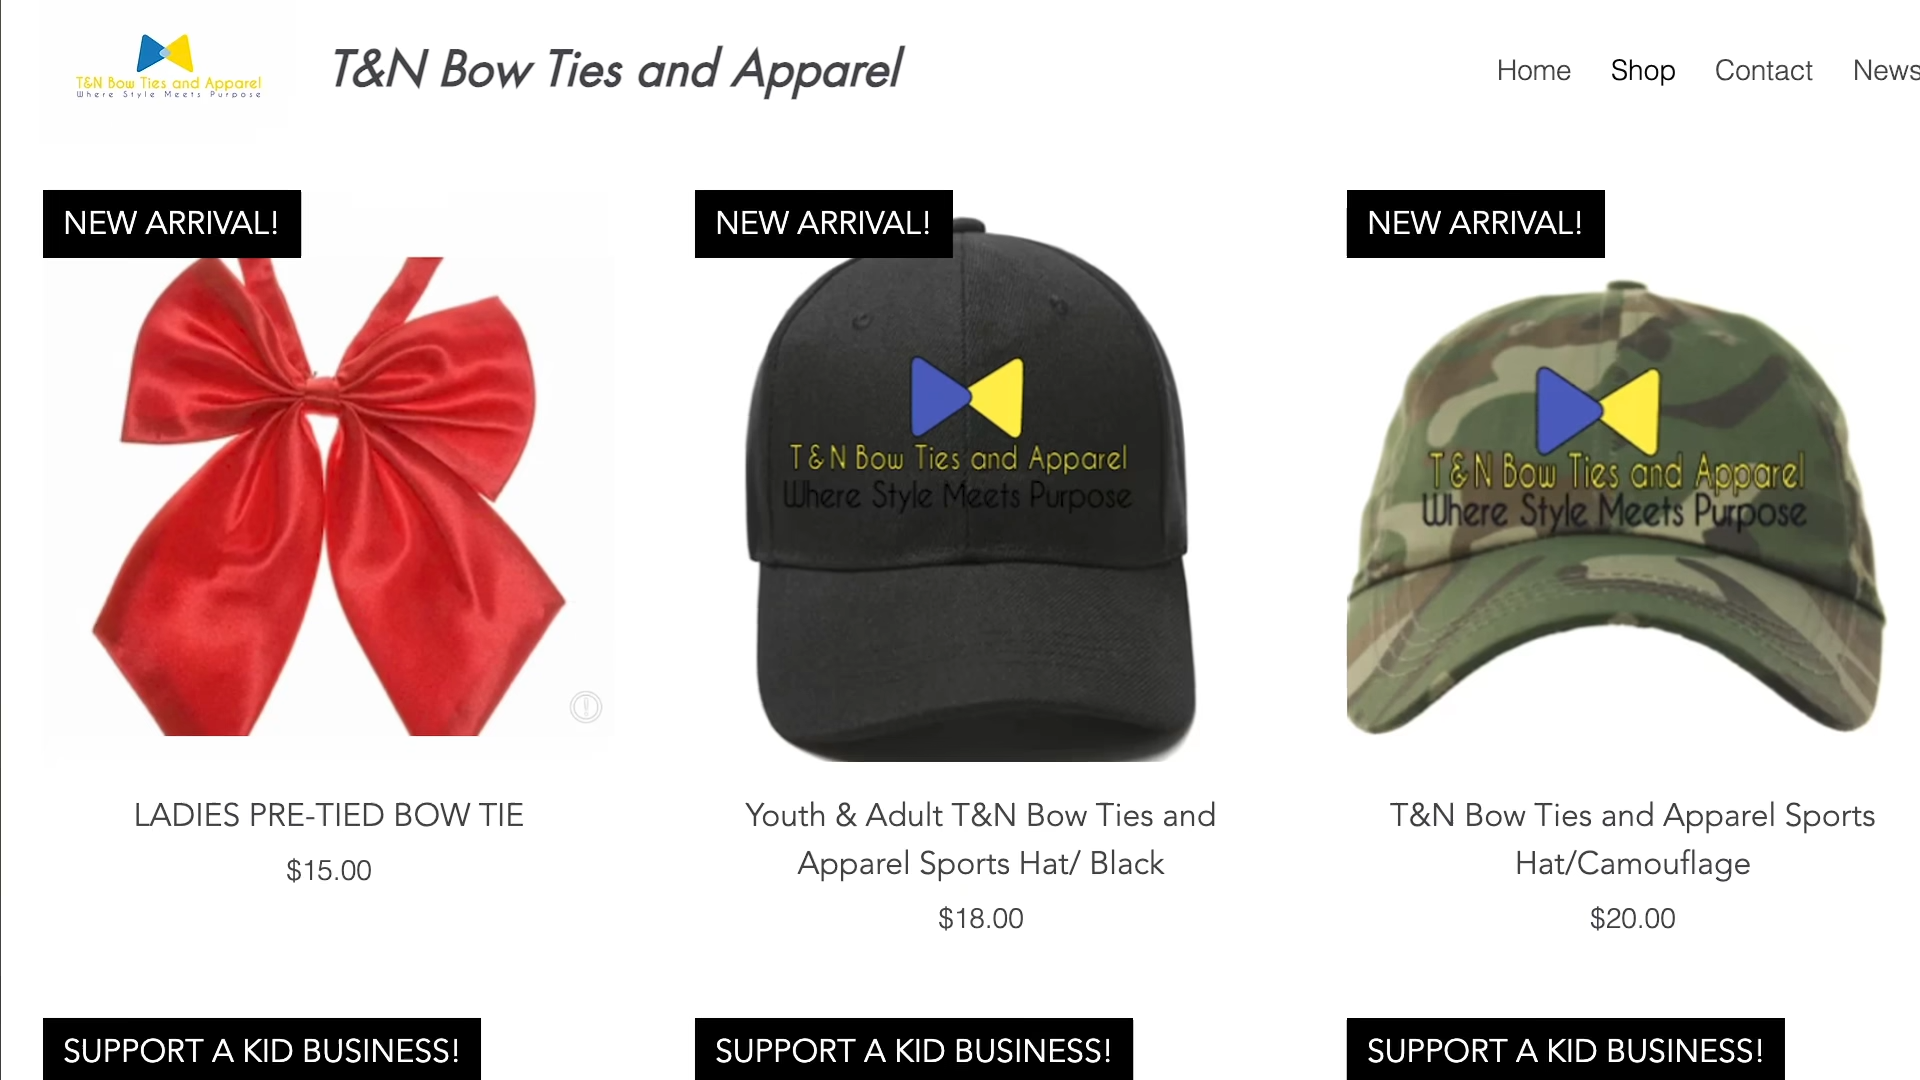 T&N Bow Ties and Apparel
Where Style Meets Purpose
T&N Bow Ties and Apparel
Home Shop Contact News
NEW ARRIVAL!
NEW ARRIVAL!
NEW ARRIVAL!
T&N Bow Ties and Apparel
Where Style Meets Purpose
T&N Bow Ties and Apparel
Where Style Meets Purpose
LADIES PRE-TIED BOW TIE
$15.00
Youth & Adult T&N Bow Ties and
Apparel Sports Hat/ Black
$18.00
T&N Bow Ties and Apparel Sports
Hat/Camouflage
$20.00
SUPPORT A KID BUSINESS!
SUPPORT A KID BUSINESS!
SUPPORT A KID BUSINESS!